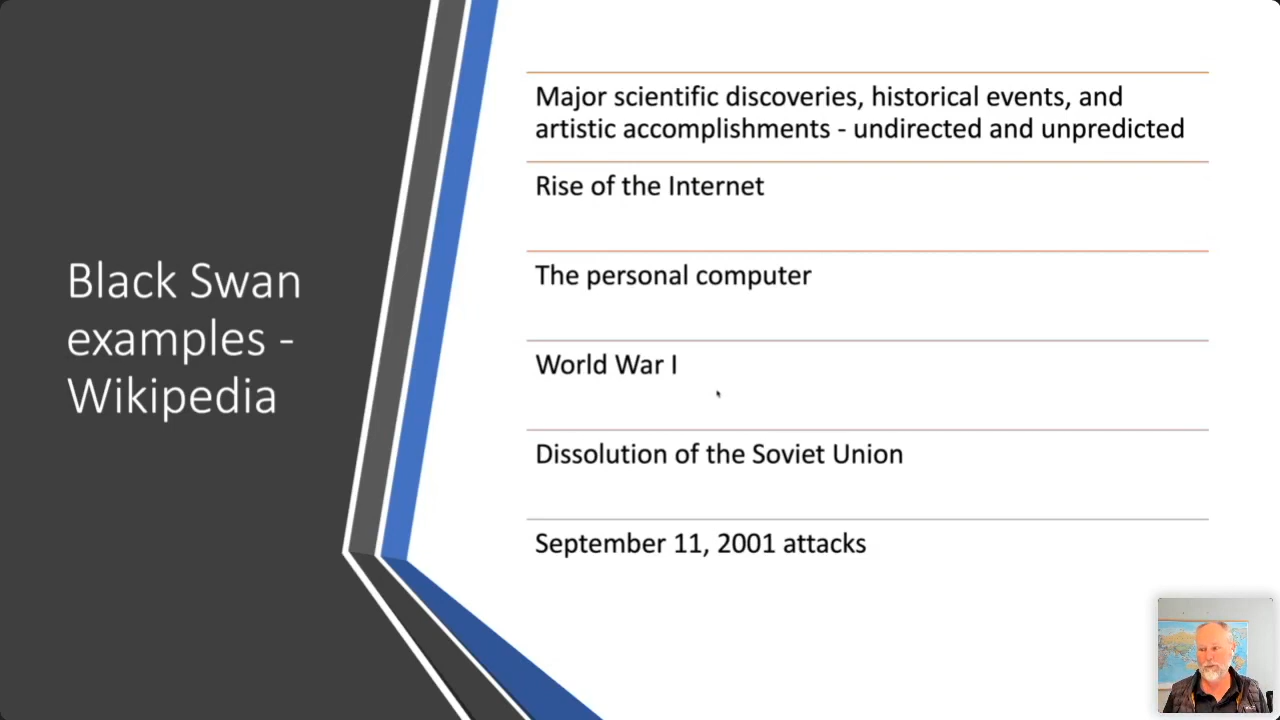 Black Swan
examples -
Wikipedia
Major scientific discoveries, historical events, and
artistic accomplishments - undirected and unpredicted
Rise of the Internet
The personal computer
World War I
Dissolution of the Soviet Union
September 11, 2001 attacks